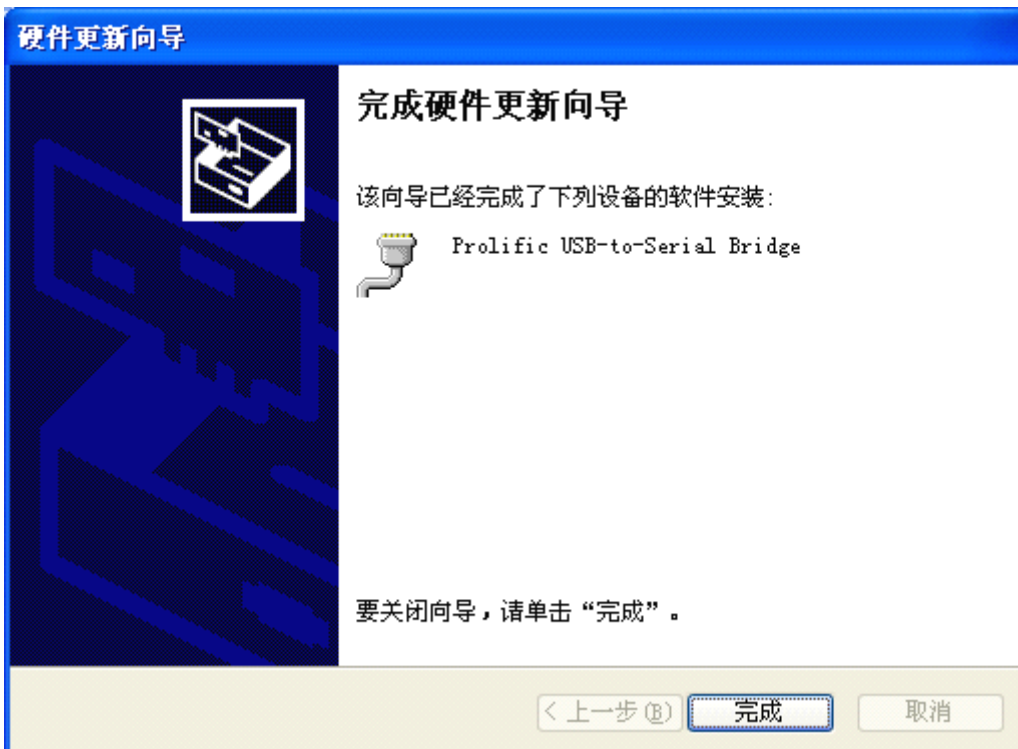 硬件更新向导
完成硬件更新向导
该向导已经完成了下列设备的软件安装:
Prolific USB-to-Serial Bridge
要关闭向导，请单击“完成”。
< 上一步(B) 完成 取消